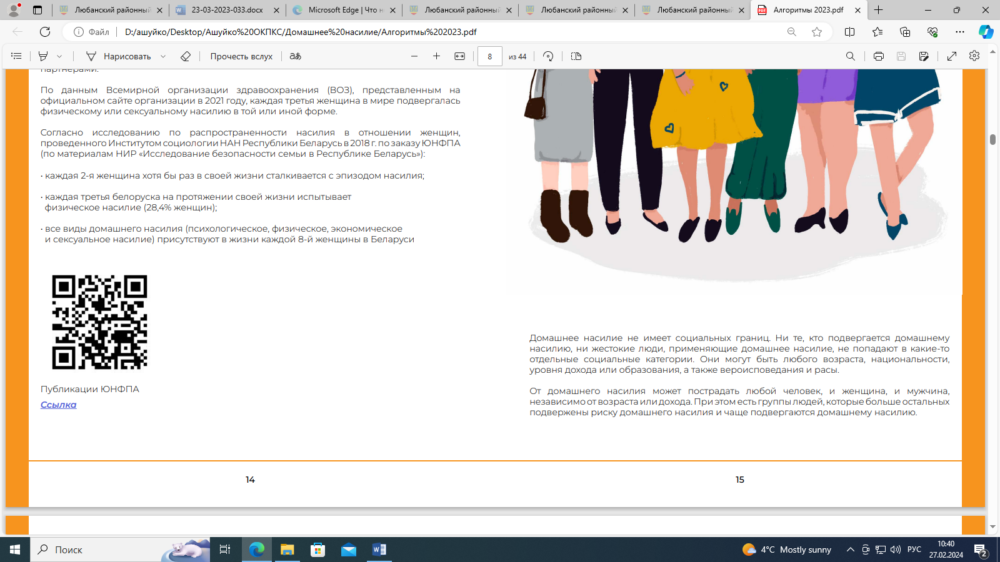 Любанский районный
23-03-2023-033.docx
Microsoft Edge | Что н
Любанский районный
Любанский районный
Любанский районный
Алгоритмы 2023.pdf
Файл
D:/ашуйко/Desktop/Ашуйко%20ОКПКС/Домашнее%20насилие/Алгоритмы%202023.pdf
Нарисовать
Прочесть вслух
аあ
8
из 44
партнерами.
По данным Всемирной организации здравоохранения (ВОЗ), представленным на
официальном сайте организации в 2021 году, каждая третья женщина в мире подвергалась
физическому или сексуальному насилию в той или иной форме.
Согласно исследованию по распространенности насилия в отношении женщин,
проведенного Институтом социологии НАН Республики Беларусь в 2018 г. по заказу ЮНФПА
(по материалам НИР «Исследование безопасности семьи в Республике Беларусь»):
• каждая 2-я женщина хотя бы раз в своей жизни сталкивается с эпизодом насилия;
• каждая третья белоруска на протяжении своей жизни испытывает
физическое насилие (28,4% женщин);
• все виды домашнего насилия (психологическое, физическое, экономическое
и сексуальное насилие) присутствуют в жизни каждой 8-й женщины в Беларуси
Публикации ЮНФПА
Ссылка
14
Домашнее насилие не имеет социальных границ. Ни те, кто подвергается домашнему
насилию, ни жестокие люди, применяющие домашнее насилие, не попадают в какие-то
отдельные социальные категории. Они могут быть любого возраста, национальности,
уровня дохода или образования, а также вероисповедания и расы.
От домашнего насилия может пострадать любой человек, и женщина, и мужчина,
независимо от возраста или дохода. При этом есть группы людей, которые больше остальных
подвержены риску домашнего насилия и чаще подвергаются домашнему насилию.
15
Поиск
4°C Mostly sunny
РУС
10:40
27.02.2024
2